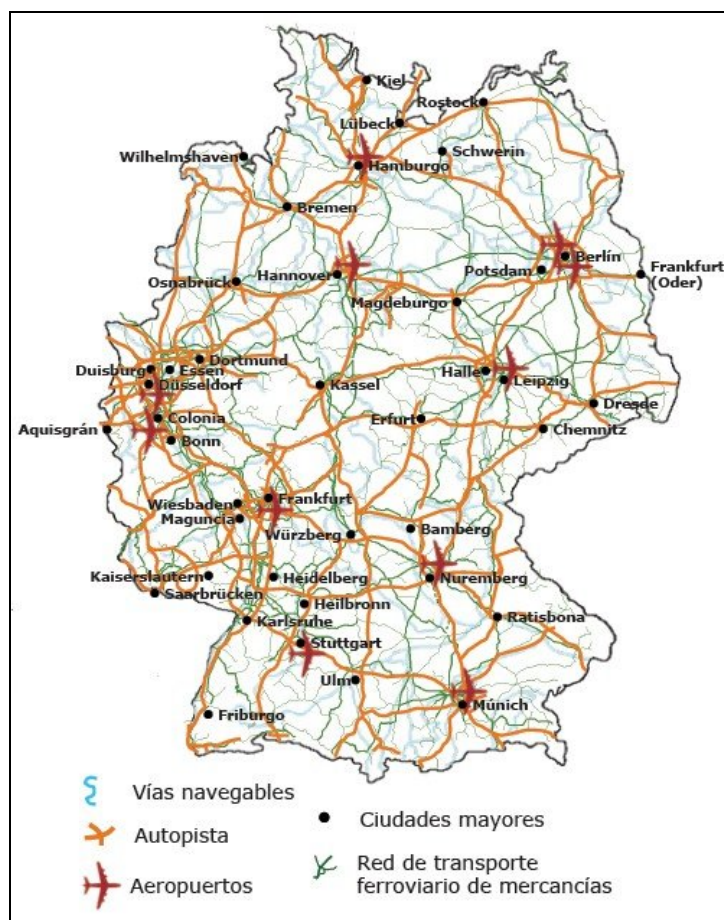 Kiel
Rostock
Lübeck
Wilhelmshaven
Schwerin
Hamburgo
Bremen
Berlín
Hannover
Potsdam
Frankfurt
(Oder)
Osnabrück
Magdeburgo
Dortmund
Duisburg
Essen
Halle
Düsseldorf
Kassel
Leipzig
Dresde
Colonia
Erfurt
Aquisgrán
Chemnitz
Bonn
Frankfurt
Wiesbaden
Maguncia
Bamberg
Würzberg
Kaiserslautern
Heidelberg
Nuremberg
Saarbrücken
Heilbronn
Karlsruhe
Ratisbona
Stuttgart
Ulm
Múnich
Friburgo
Vías navegables
Autopista
Aeropuertos
Ciudades mayores
Red de transporte
ferroviario de mercancías